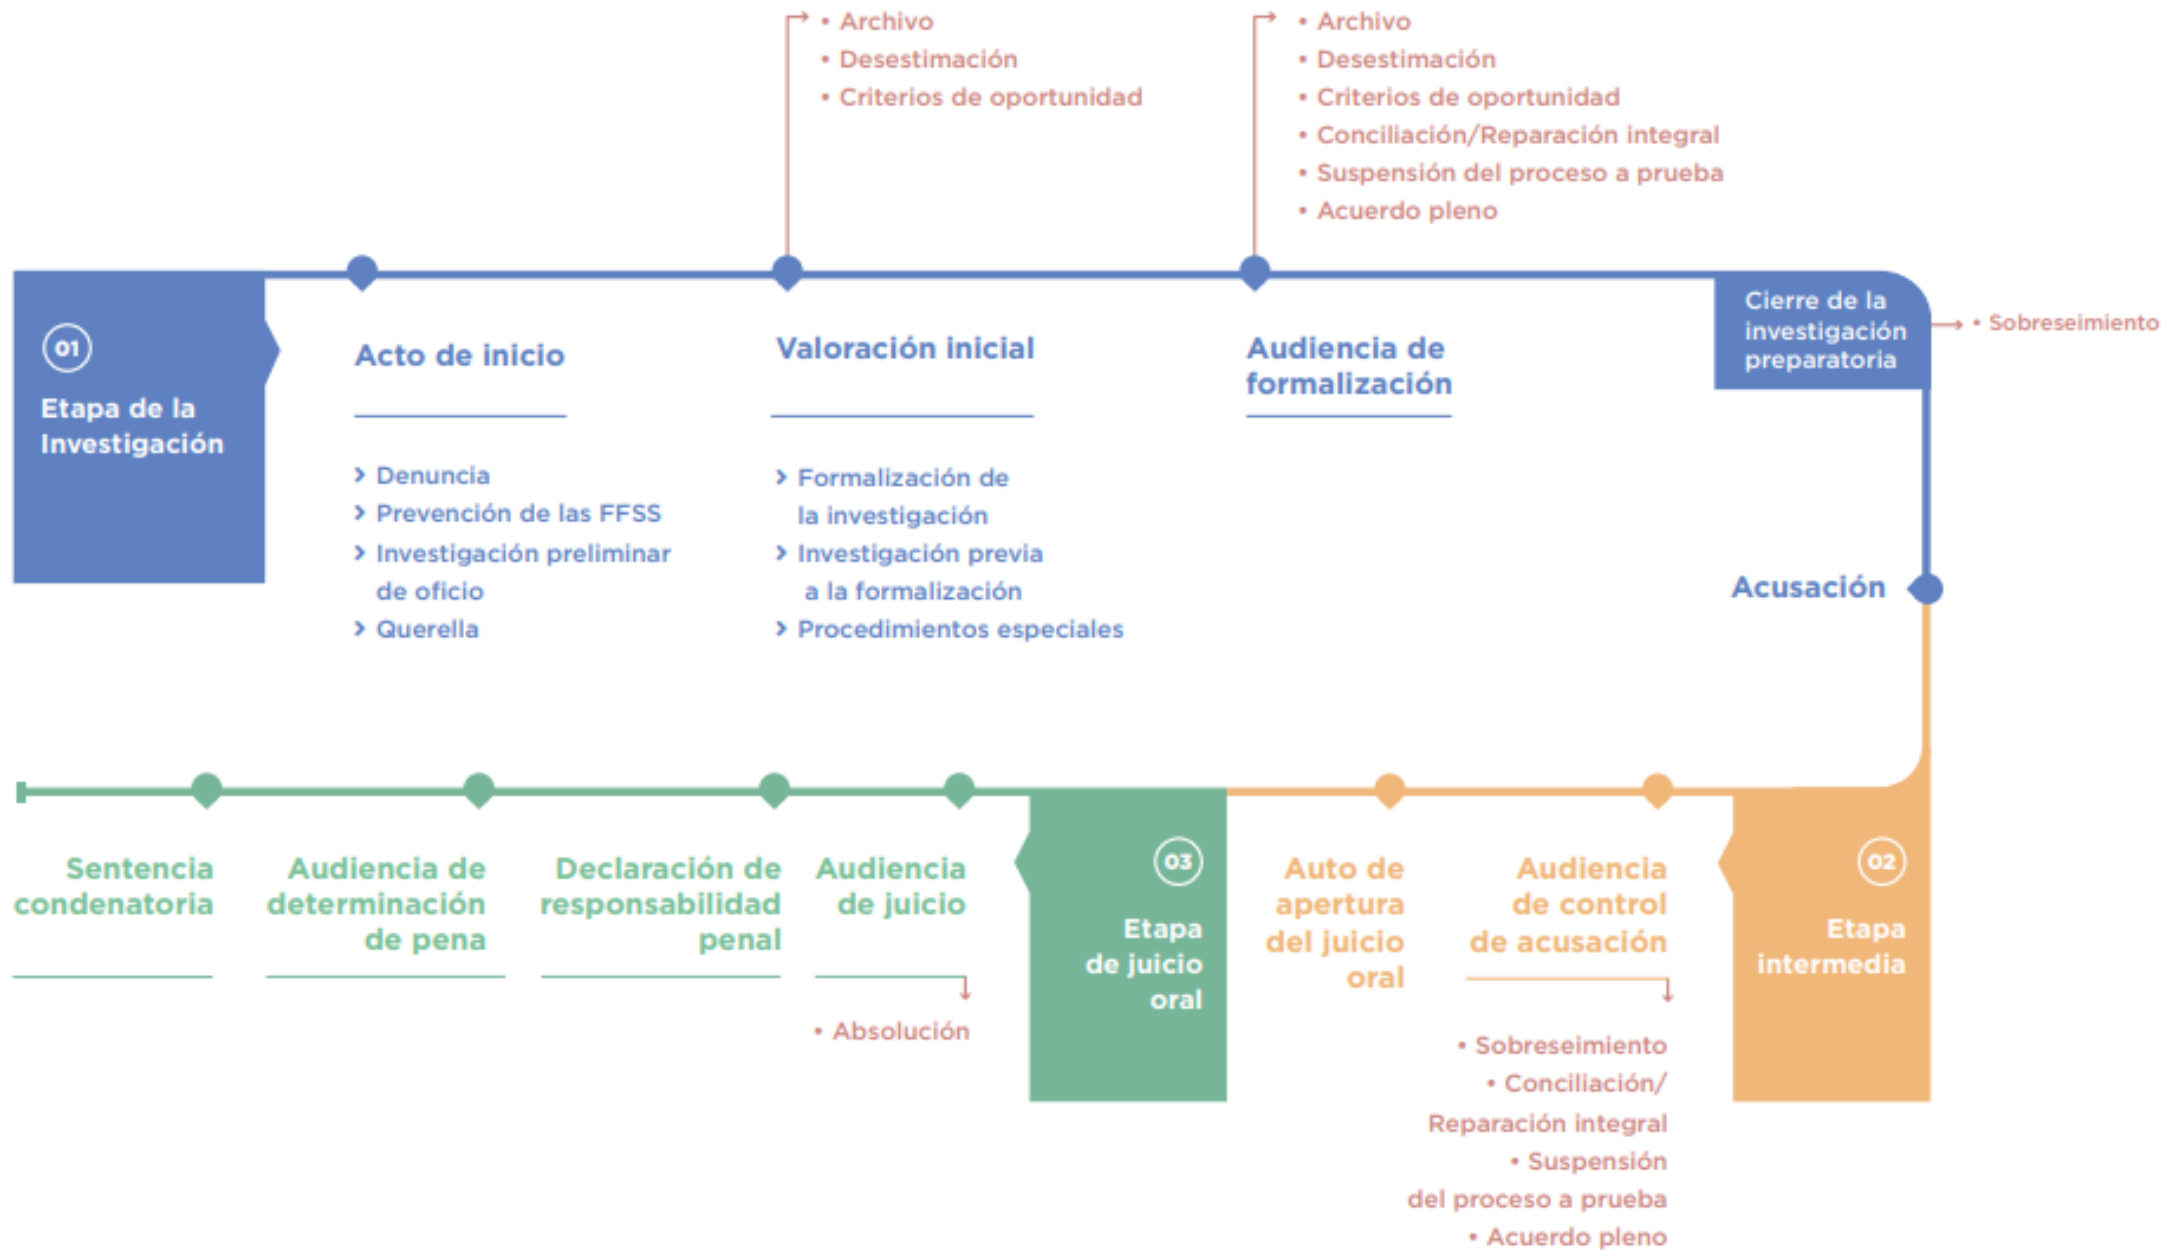 • Archivo
• Desestimación
• Criterios de oportunidad
• Archivo
• Desestimación
• Criterios de oportunidad
• Conciliación/Reparación integral
• Suspensión del proceso a prueba
• Acuerdo pleno
01
Etapa de la
Investigación
Acto de inicio
> Denuncia
> Prevención de las FFSS
> Investigación preliminar
de oficio
> Querella
Valoración inicial
> Formalización de
la investigación
> Investigación previa
a la formalización
> Procedimientos especiales
Audiencia de
formalización
Cierre de la
investigación
preparatoria
• Sobreseimiento
Acusación
02
Etapa
intermedia
Audiencia
de control
de acusación
• Sobreseimiento
• Conciliación/
Reparación integral
• Suspensión
del proceso a prueba
• Acuerdo pleno
Auto de
apertura
del juicio
oral
03
Etapa
de juicio
oral
Audiencia
de juicio
• Absolución
Declaración de
responsabilidad
penal
Audiencia de
determinación
de pena
Sentencia
condenatoria